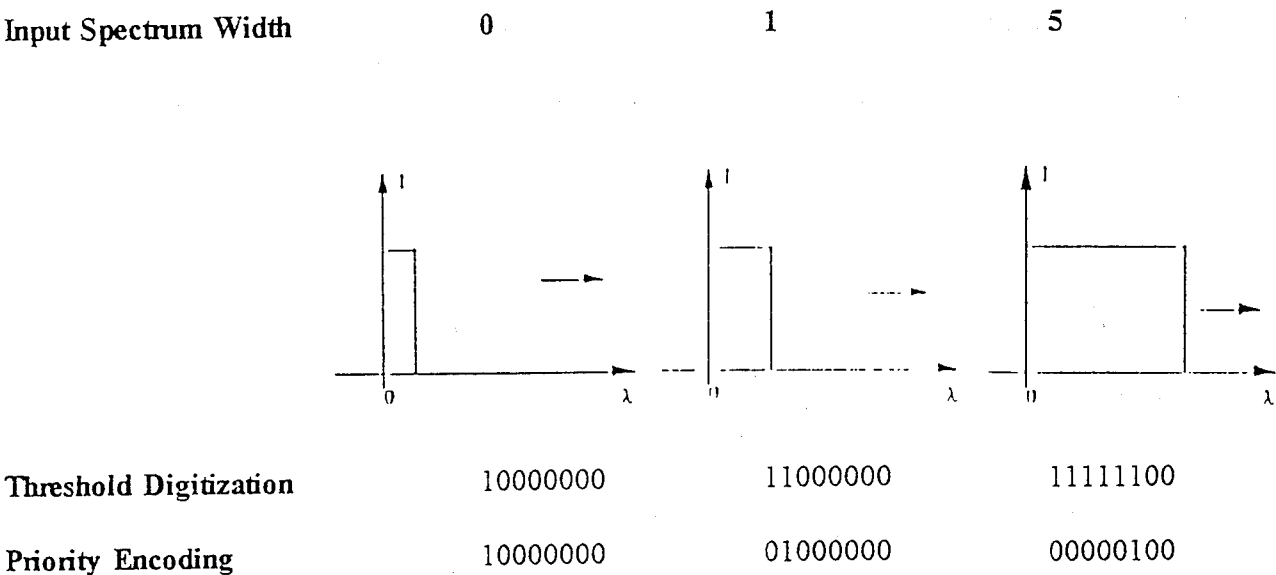 Input Spectrum Width 0 1 5
I I I
0 λ 0 λ 0 λ
Threshold Digitization 10000000 11000000 11111100
Priority Encoding 10000000 01000000 00000100